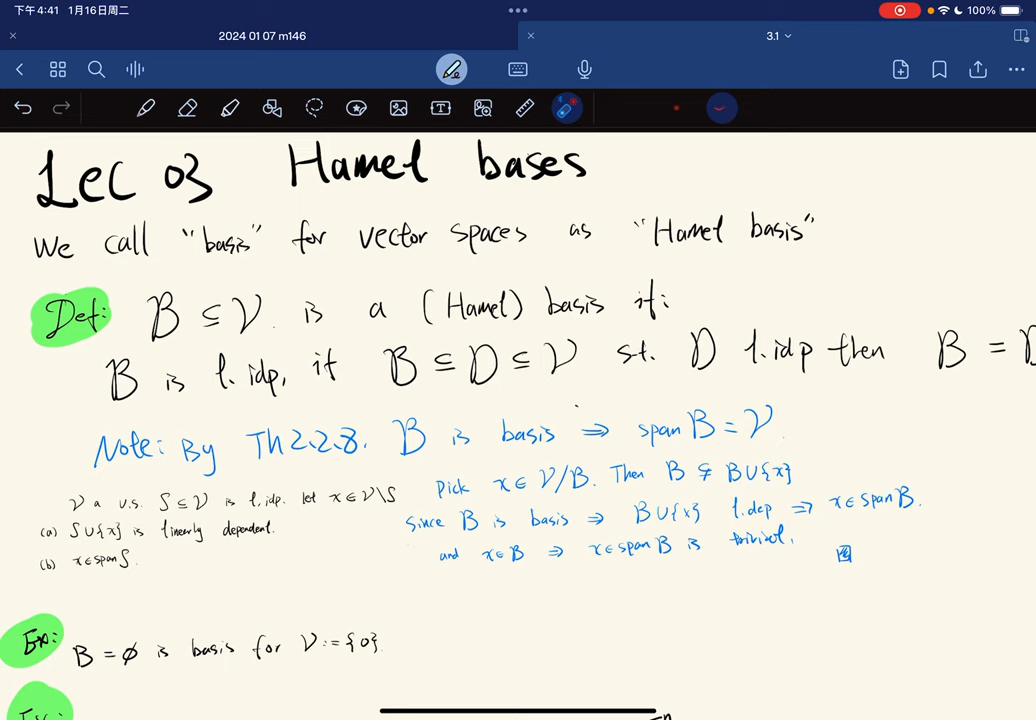 下午4:41 1月16日周二
100%
2024 01 07 m146
3.1
Lec 03 Hamel bases
We call "basis" for vector spaces as "Hamel basis"
Def: B ⊆ V is a (Hamel) basis if:
B is l.idp, if B ⊆ D ⊆ V st. D l.idp then B = D
Note: By Th 2.2.8. B is basis ⇒ span B = V.
Pick x ∈ V/B. Then B ⊊ B∪{x}
since B is basis ⇒ B∪{x} l.dep ⇒ x ∈ span B.
and x ∈ B ⇒ x ∈ span B is trivial.
V a v.s. S ⊆ V is l.idp. let x ∈ V\S
(a) S∪{x} is linearly dependent.
(b) x ∈ span S.
Ex:
B = ∅ is basis for V := {0}.